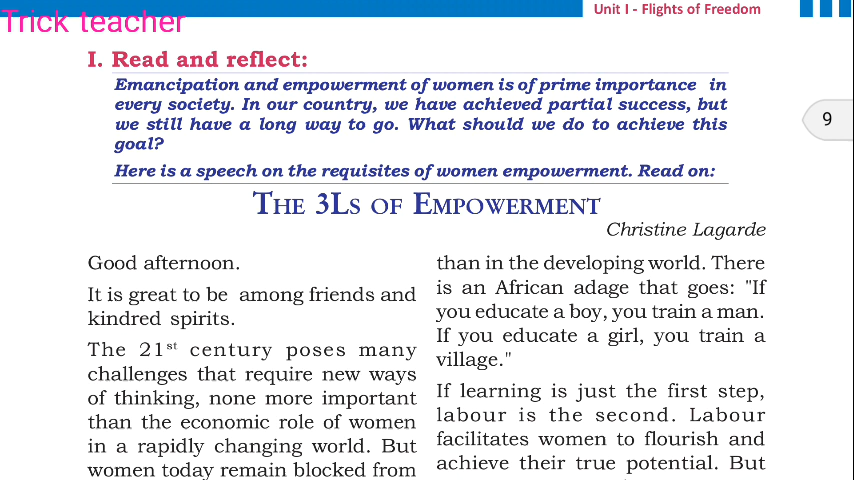 Unit I - Flights of Freedom
Trick teacher
I. Read and reflect:
Emancipation and empowerment of women is of prime importance in
every society. In our country, we have achieved partial success, but
we still have a long way to go. What should we do to achieve this
goal?
Here is a speech on the requisites of women empowerment. Read on:
9
THE 3LS OF EMPOWERMENT
Christine Lagarde
Good afternoon.
It is great to be among friends and
kindred spirits.
The 21st century poses many
challenges that require new ways
of thinking, none more important
than the economic role of women
in a rapidly changing world. But
women today remain blocked from
than in the developing world. There
is an African adage that goes: "If
you educate a boy, you train a man.
If you educate a girl, you train a
village."
If learning is just the first step,
labour is the second. Labour
facilitates women to flourish and
achieve their true potential. But